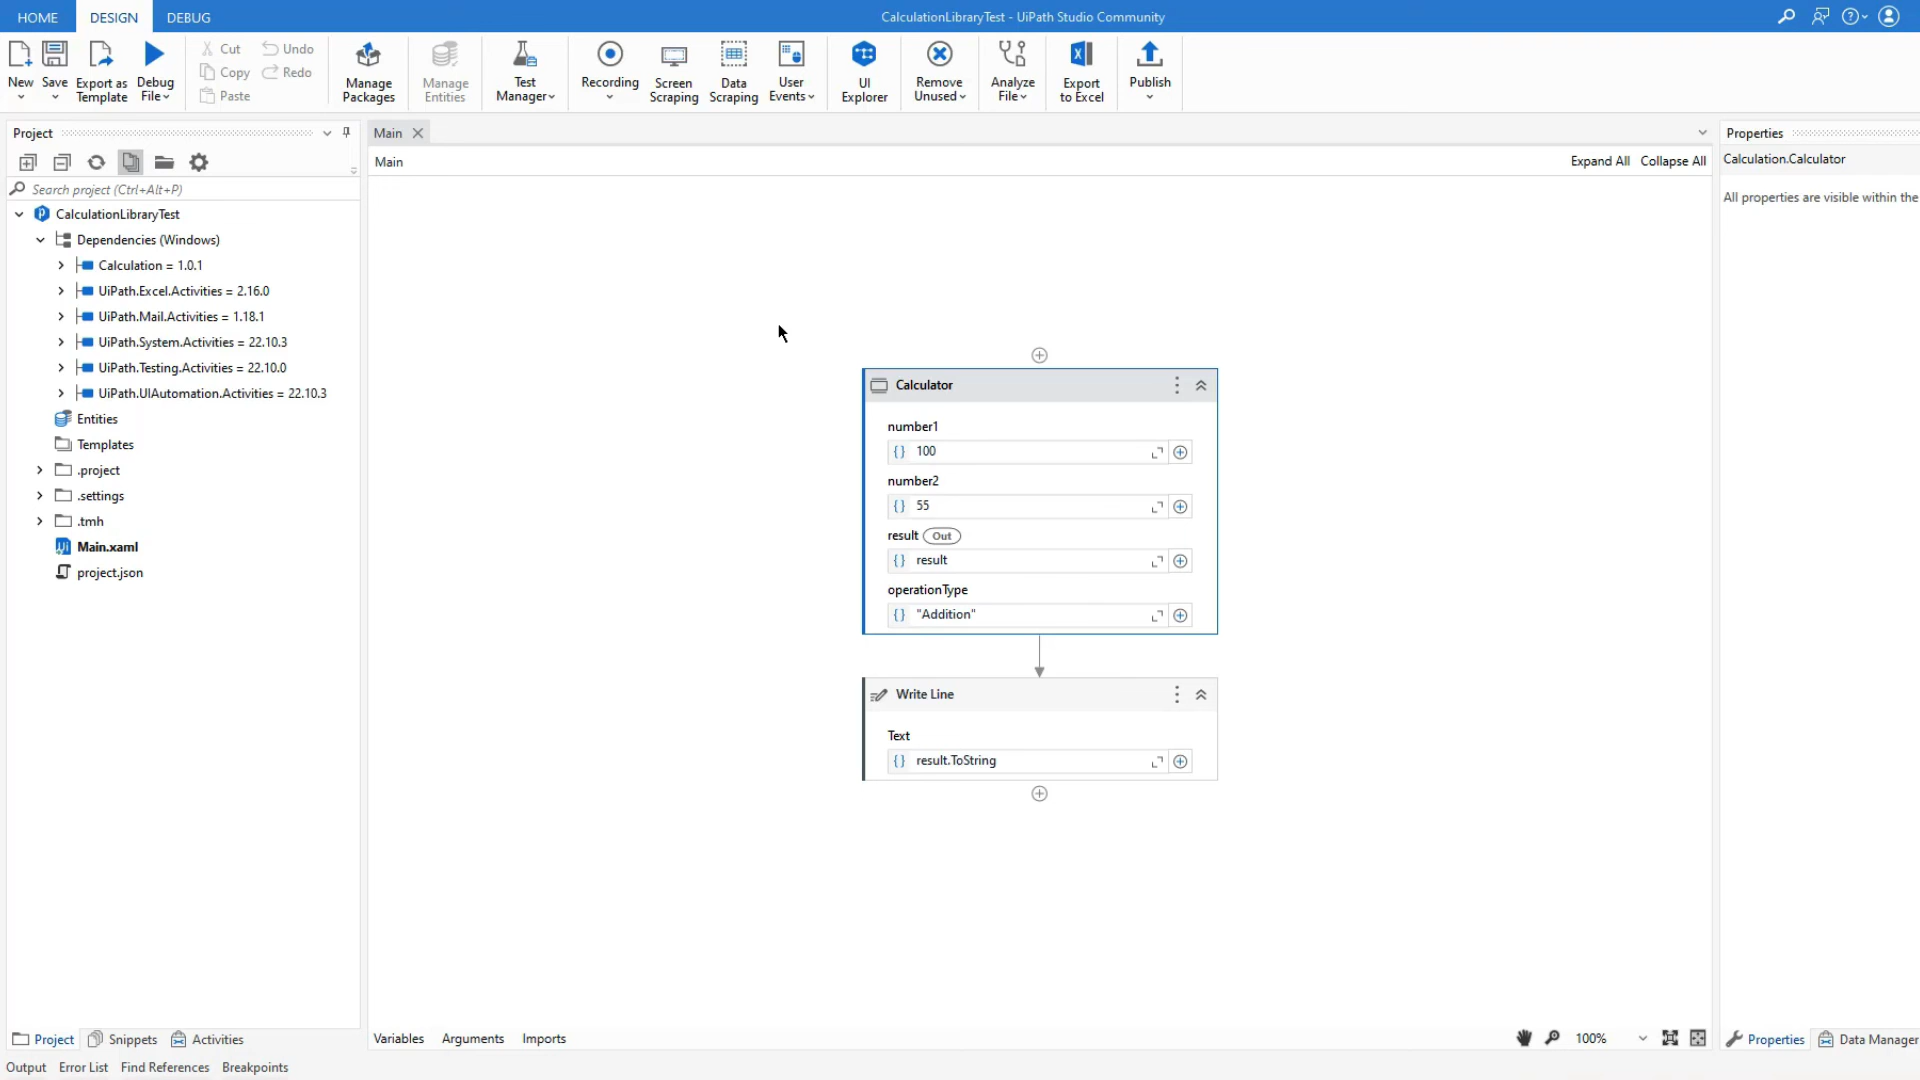 HOME DESIGN DEBUG
CalculationLibraryTest - UiPath Studio Community
New
Save
Export as
Template
Debug
File
Cut
Copy
Paste
Undo
Redo
Manage
Packages
Manage
Entities
Test
Manager
Recording
Screen
Scraping
Data
Scraping
User
Events
UI
Explorer
Remove
Unused
Analyze
File
Export
to Excel
Publish
Project
Search project (Ctrl+Alt+P)
CalculationLibraryTest
Dependencies (Windows)
Calculation = 1.0.1
UiPath.Excel.Activities = 2.16.0
UiPath.Mail.Activities = 1.18.1
UiPath.System.Activities = 22.10.3
UiPath.Testing.Activities = 22.10.0
UiPath.UIAutomation.Activities = 22.10.3
Entities
Templates
.project
.settings
.tmh
Main.xaml
project.json
Main
Main
Expand All Collapse All
Calculator
number1
{} 100
number2
{} 55
result Out
{} result
operationType
{} "Addition"
Write Line
Text
{} result.ToString
Properties
Calculation.Calculator
All properties are visible within the
Project Snippets Activities
Variables Arguments Imports
100%
Properties Data Manager
Output Error List Find References Breakpoints